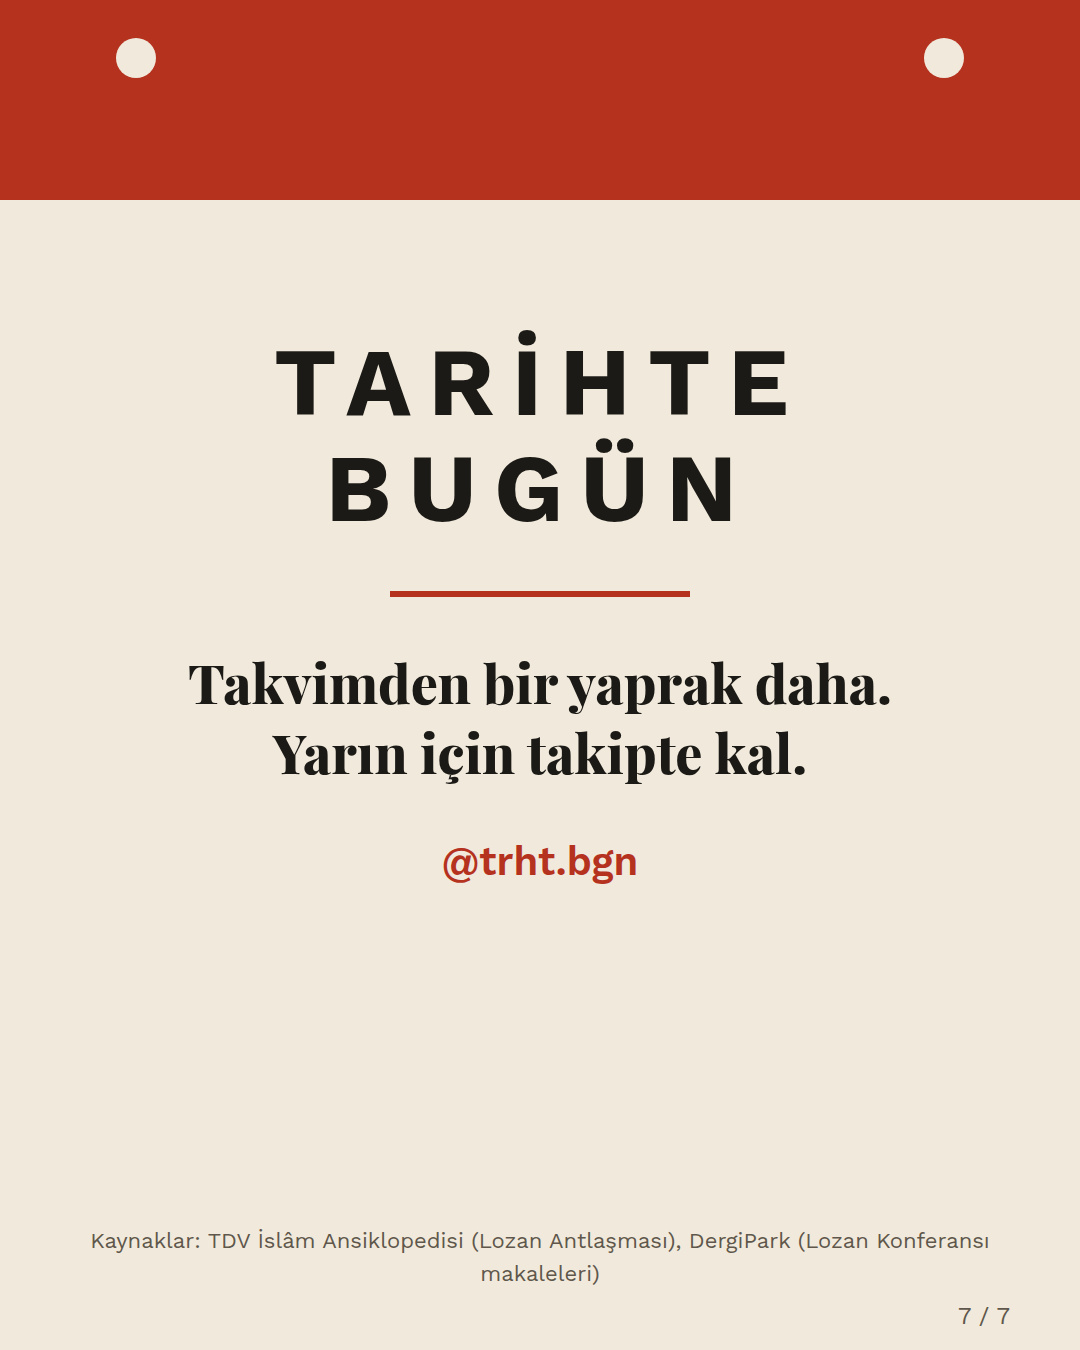 TARİHTE
BUGÜN
Takvimden bir yaprak daha.
Yarın için takipte kal.
@trht.bgn
Kaynaklar: TDV İslâm Ansiklopedisi (Lozan Antlaşması), DergiPark (Lozan Konferansı
makaleleri)
7 / 7